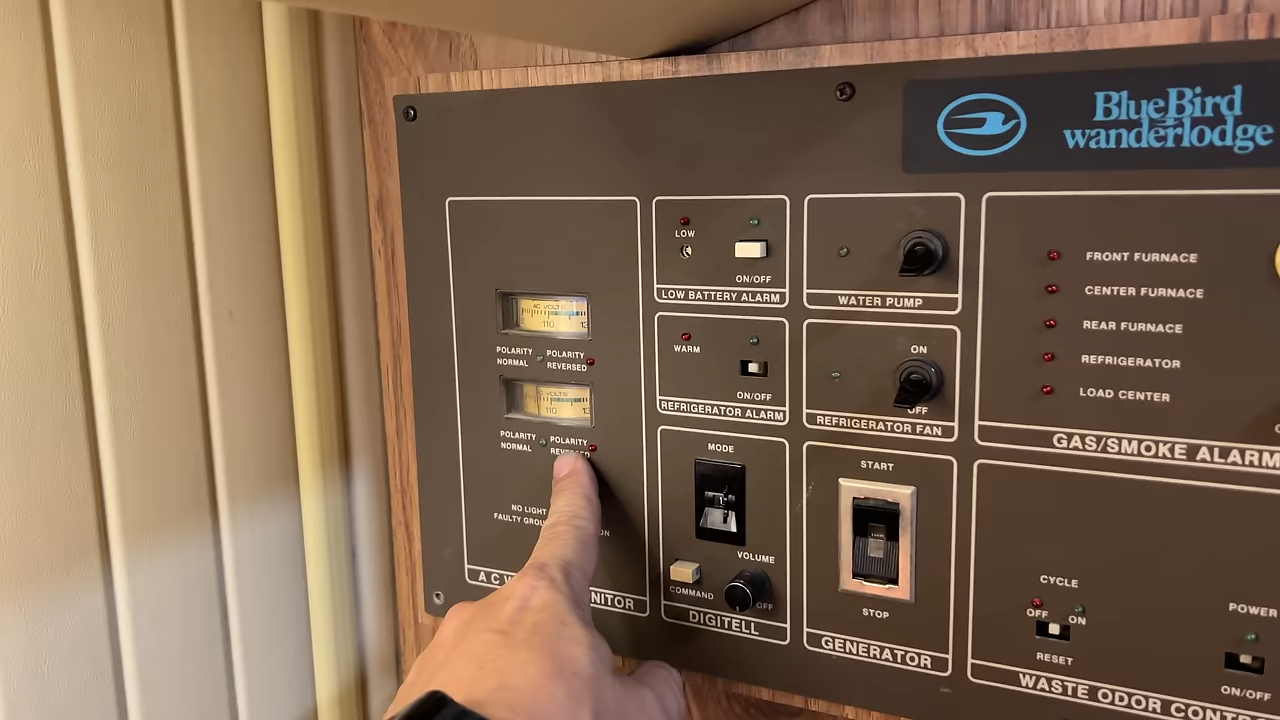 BlueBird
wanderlodge
AC VOLTS
110
13
POLARITY
NORMAL
POLARITY
REVERSED
VOLTS
110
13
POLARITY
NORMAL
POLARITY
NO LIGHT
LOW
ON/OFF
LOW BATTERY ALARM
WARM
ON/OFF
REFRIGERATOR ALARM
MODE
VOLUME
COMMAND
OFF
DIGITELL
WATER PUMP
ON
OFF
REFRIGERATOR FAN
START
STOP
GENERATOR
FRONT FURNACE
CENTER FURNACE
REAR FURNACE
REFRIGERATOR
LOAD CENTER
GAS/SMOKE ALARM
CYCLE
OFF
ON
RESET
POWER
ON/OFF
WASTE ODOR